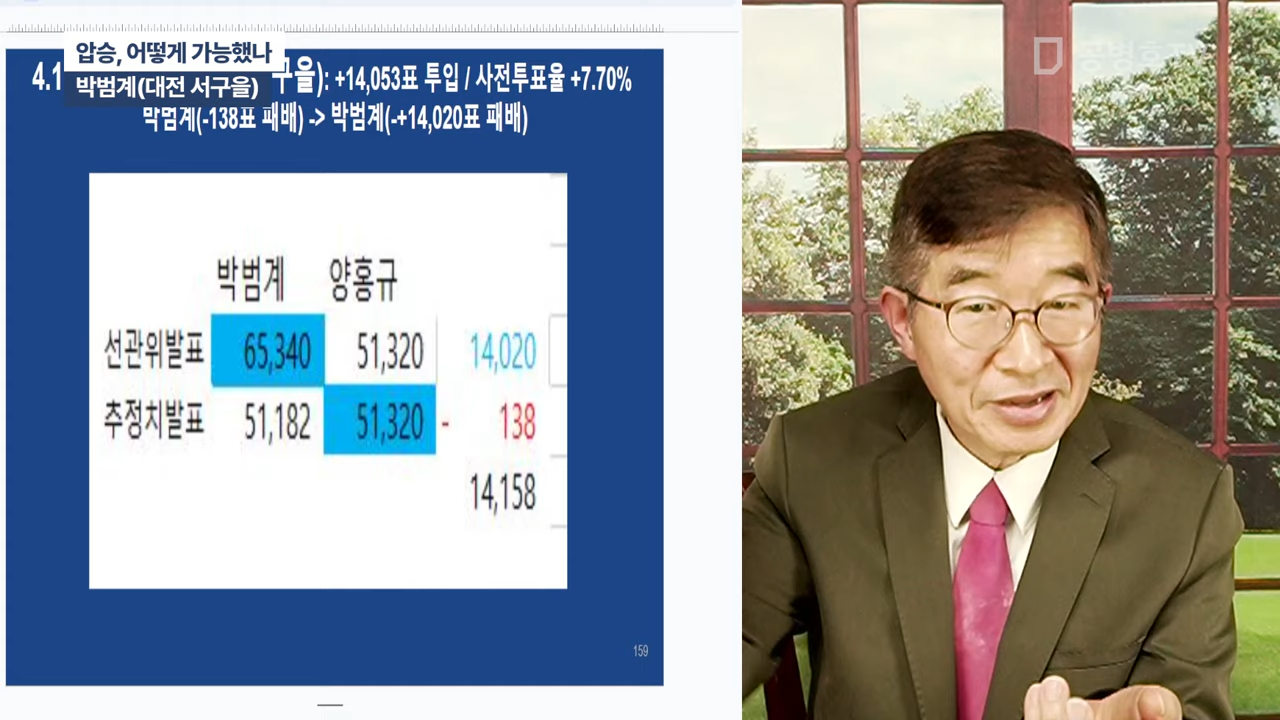 압승, 어떻게 가능했나
박범계(대전 서구을)
4.1 구을): +14,053표 투입 / 사전투표율 +7.70%
박범계(-138표 패배) -> 박범계(-+14,020표 패배)
박범계 양홍규
선관위발표 65,340 51,320 14,020
추정치발표 51,182 51,320 - 138
14,158
159